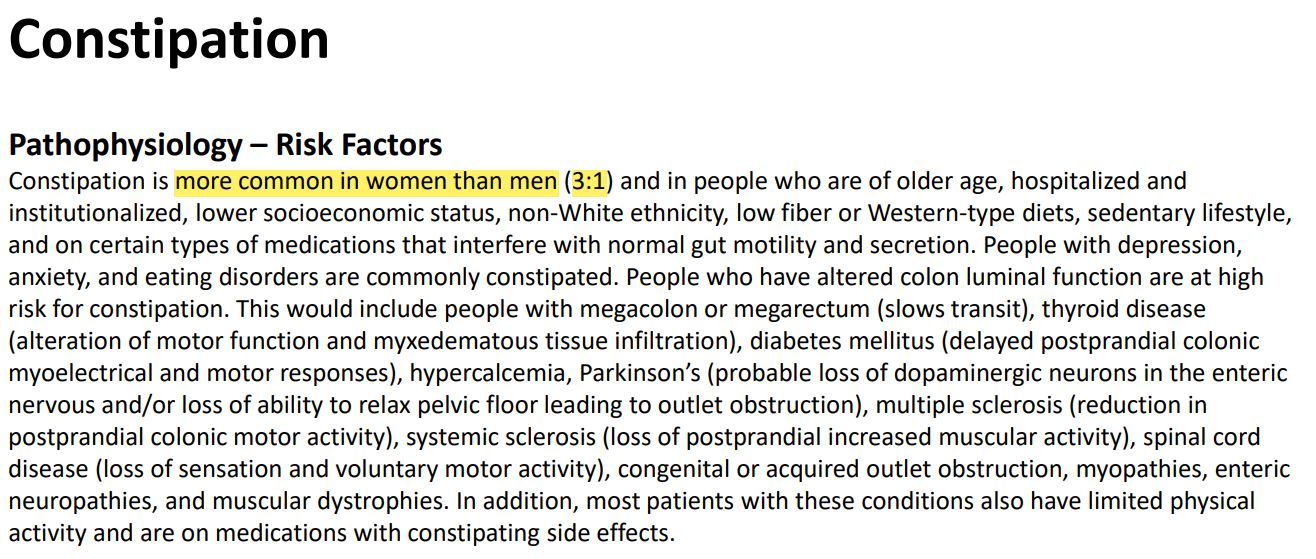 Constipation
Pathophysiology – Risk Factors
Constipation is more common in women than men (3:1) and in people who are of older age, hospitalized and
institutionalized, lower socioeconomic status, non-White ethnicity, low fiber or Western-type diets, sedentary lifestyle,
and on certain types of medications that interfere with normal gut motility and secretion. People with depression,
anxiety, and eating disorders are commonly constipated. People who have altered colon luminal function are at high
risk for constipation. This would include people with megacolon or megarectum (slows transit), thyroid disease
(alteration of motor function and myxedematous tissue infiltration), diabetes mellitus (delayed postprandial colonic
myoelectrical and motor responses), hypercalcemia, Parkinson’s (probable loss of dopaminergic neurons in the enteric
nervous and/or loss of ability to relax pelvic floor leading to outlet obstruction), multiple sclerosis (reduction in
postprandial colonic motor activity), systemic sclerosis (loss of postprandial increased muscular activity), spinal cord
disease (loss of sensation and voluntary motor activity), congenital or acquired outlet obstruction, myopathies, enteric
neuropathies, and muscular dystrophies. In addition, most patients with these conditions also have limited physical
activity and are on medications with constipating side effects.